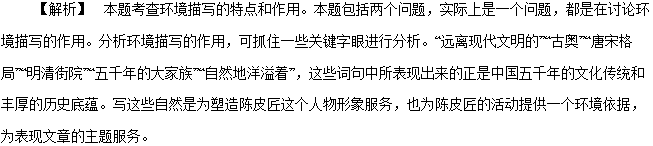 【解析】 本题考查环境描写的特点和作用。本题包括两个问题，实际上是一个问题，都是在讨论环
境描写的作用。分析环境描写的作用，可抓住一些关键字眼进行分析。“远离现代文明的”“古奥”“唐宋格
局”“明清街院”“五千年的大家族”“自然地洋溢着”，这些词句中所表现出来的正是中国五千年的文化传统和
丰厚的历史底蕴。写这些自然是为塑造陈皮匠这个人物形象服务，也为陈皮匠的活动提供一个环境依据，
为表现文章的主题服务。